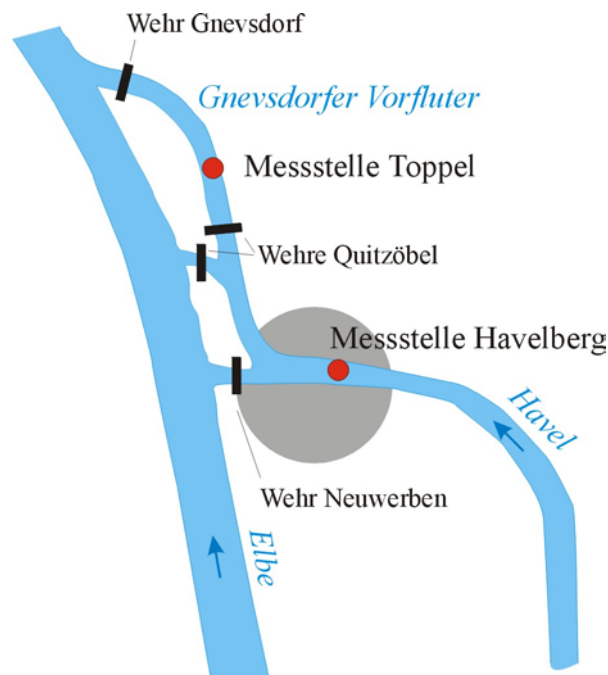 Wehr Gnevsdorf
Gnevsdorfer Vorfluter
Messstelle Toppel
Wehre Quitzöbel
Messstelle Havelberg
Havel
Wehr Neuwerben
Elbe